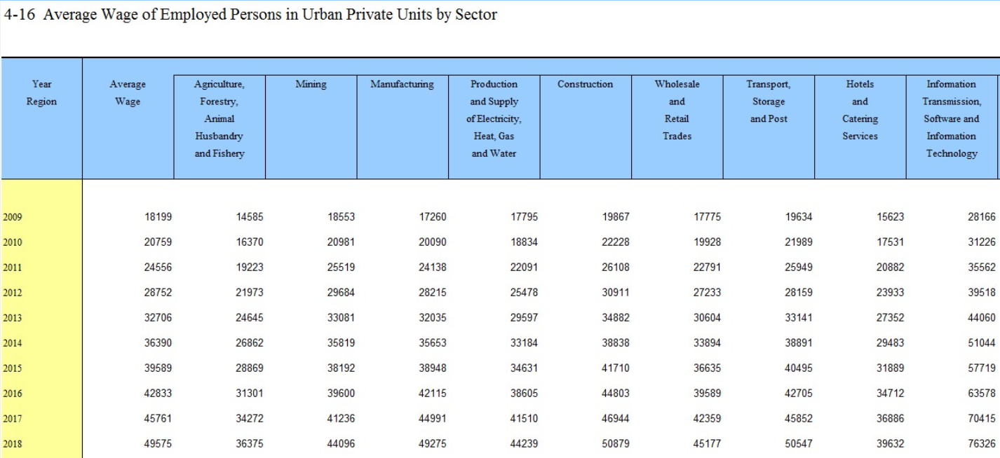 4-16 Average Wage of Employed Persons in Urban Private Units by Sector
Year Region
Average Wage
Agriculture, Forestry, Animal Husbandry and Fishery
Mining
Manufacturing
Production and Supply of Electricity, Heat, Gas and Water
Construction
Wholesale and Retail Trades
Transport, Storage and Post
Hotels and Catering Services
Information Transmission, Software and Information Technology
2009 18199 14585 18553 17260 17795 19867 17775 19634 15623 28166
2010 20759 16370 20981 20090 18834 22228 19928 21989 17531 31226
2011 24556 19223 25519 24138 22091 26108 22791 25949 20882 35562
2012 28752 21973 29684 28215 25478 30911 27233 28159 23933 39518
2013 32706 24645 33081 32035 29597 34882 30604 33141 27352 44060
2014 36390 26862 35819 35653 33184 38838 33894 38891 29483 51044
2015 39589 28869 38192 38948 34631 41710 36635 40495 31889 57719
2016 42833 31301 39600 42115 38605 44803 39589 42705 34712 63578
2017 45761 34272 41236 44991 41510 46944 42359 45852 36886 70415
2018 49575 36375 44096 49275 44239 50879 45177 50547 39632 76326